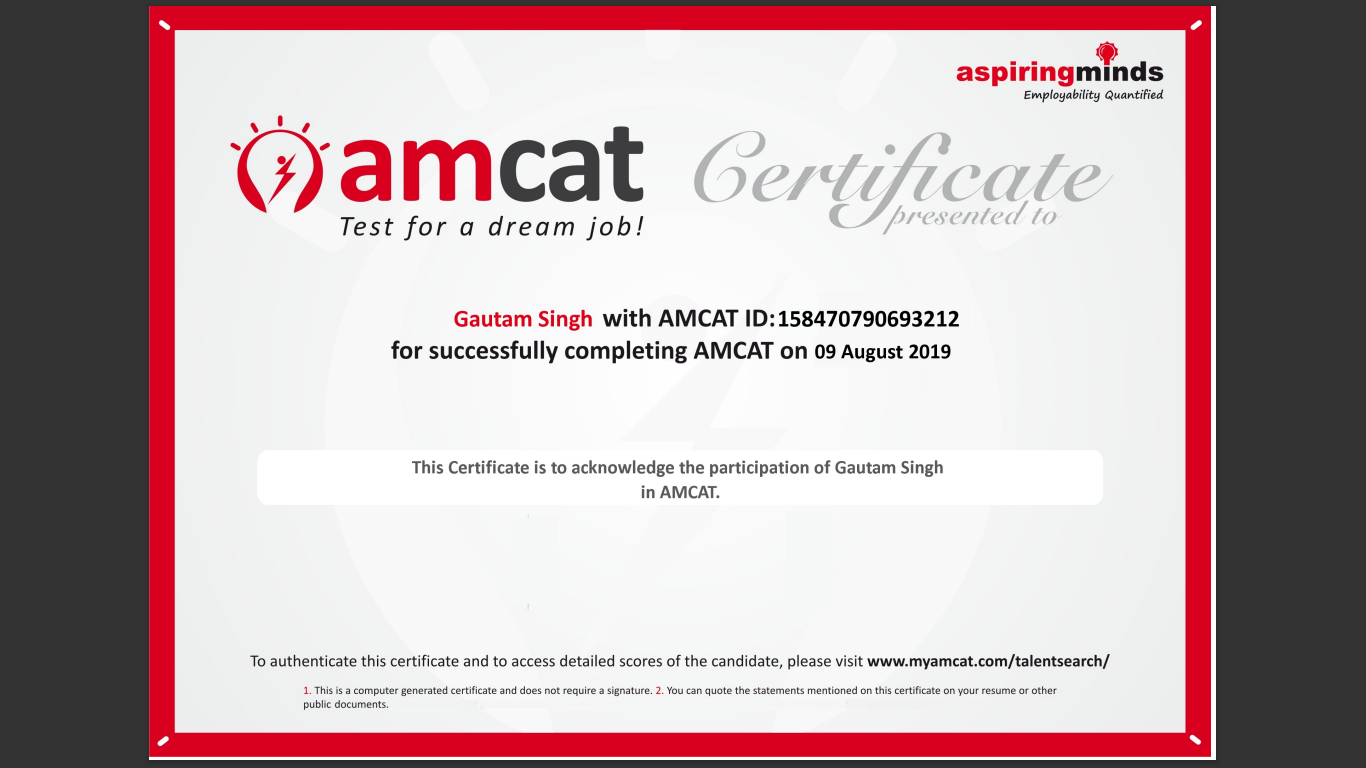 aspiringminds
Employability Quantified
amcat
Test for a dream job!
Certificate
presented to
Gautam Singh with AMCAT ID:158470790693212
for successfully completing AMCAT on 09 August 2019
This Certificate is to acknowledge the participation of Gautam Singh
in AMCAT.
To authenticate this certificate and to access detailed scores of the candidate, please visit www.myamcat.com/talentsearch/
1. This is a computer generated certificate and does not require a signature. 2. You can quote the statements mentioned on this certificate on your resume or other
public documents.